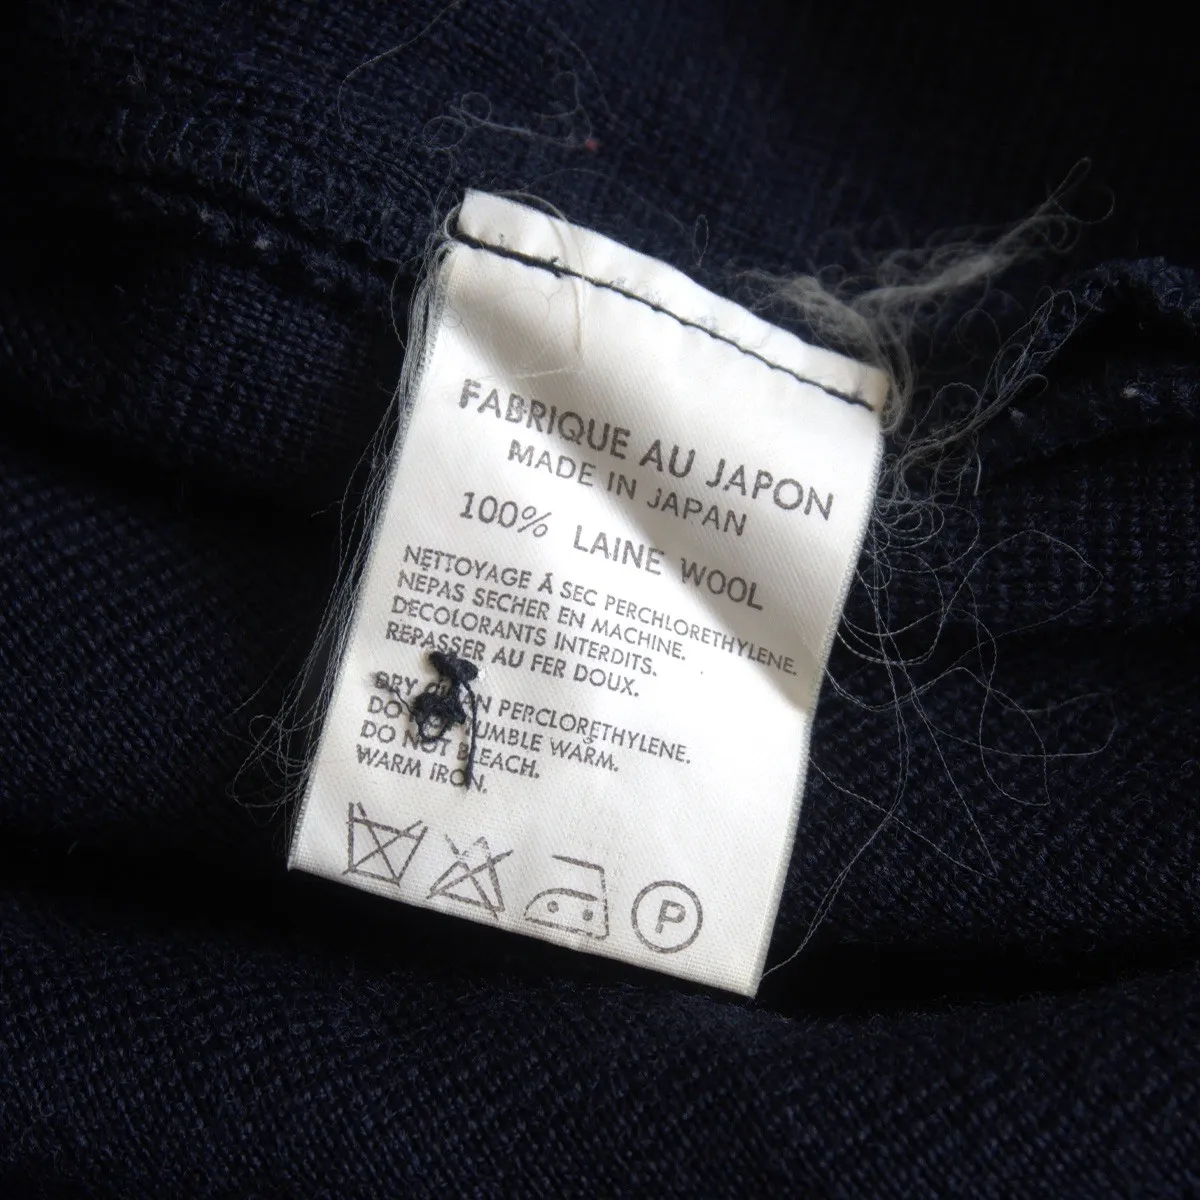 FABRIQUE AU JAPON
MADE IN JAPAN
100% LAINE WOOL
NETTOYAGE À SEC PERCHLORETHYLENE.
NEPAS SECHER EN MACHINE.
DECOLORANTS INTERDITS.
REPASSER AU FER DOUX.
DRY PERCLORETHYLENE.
DO TUMBLE WARM.
DO NOT BLEACH.
WARM IRON.
P